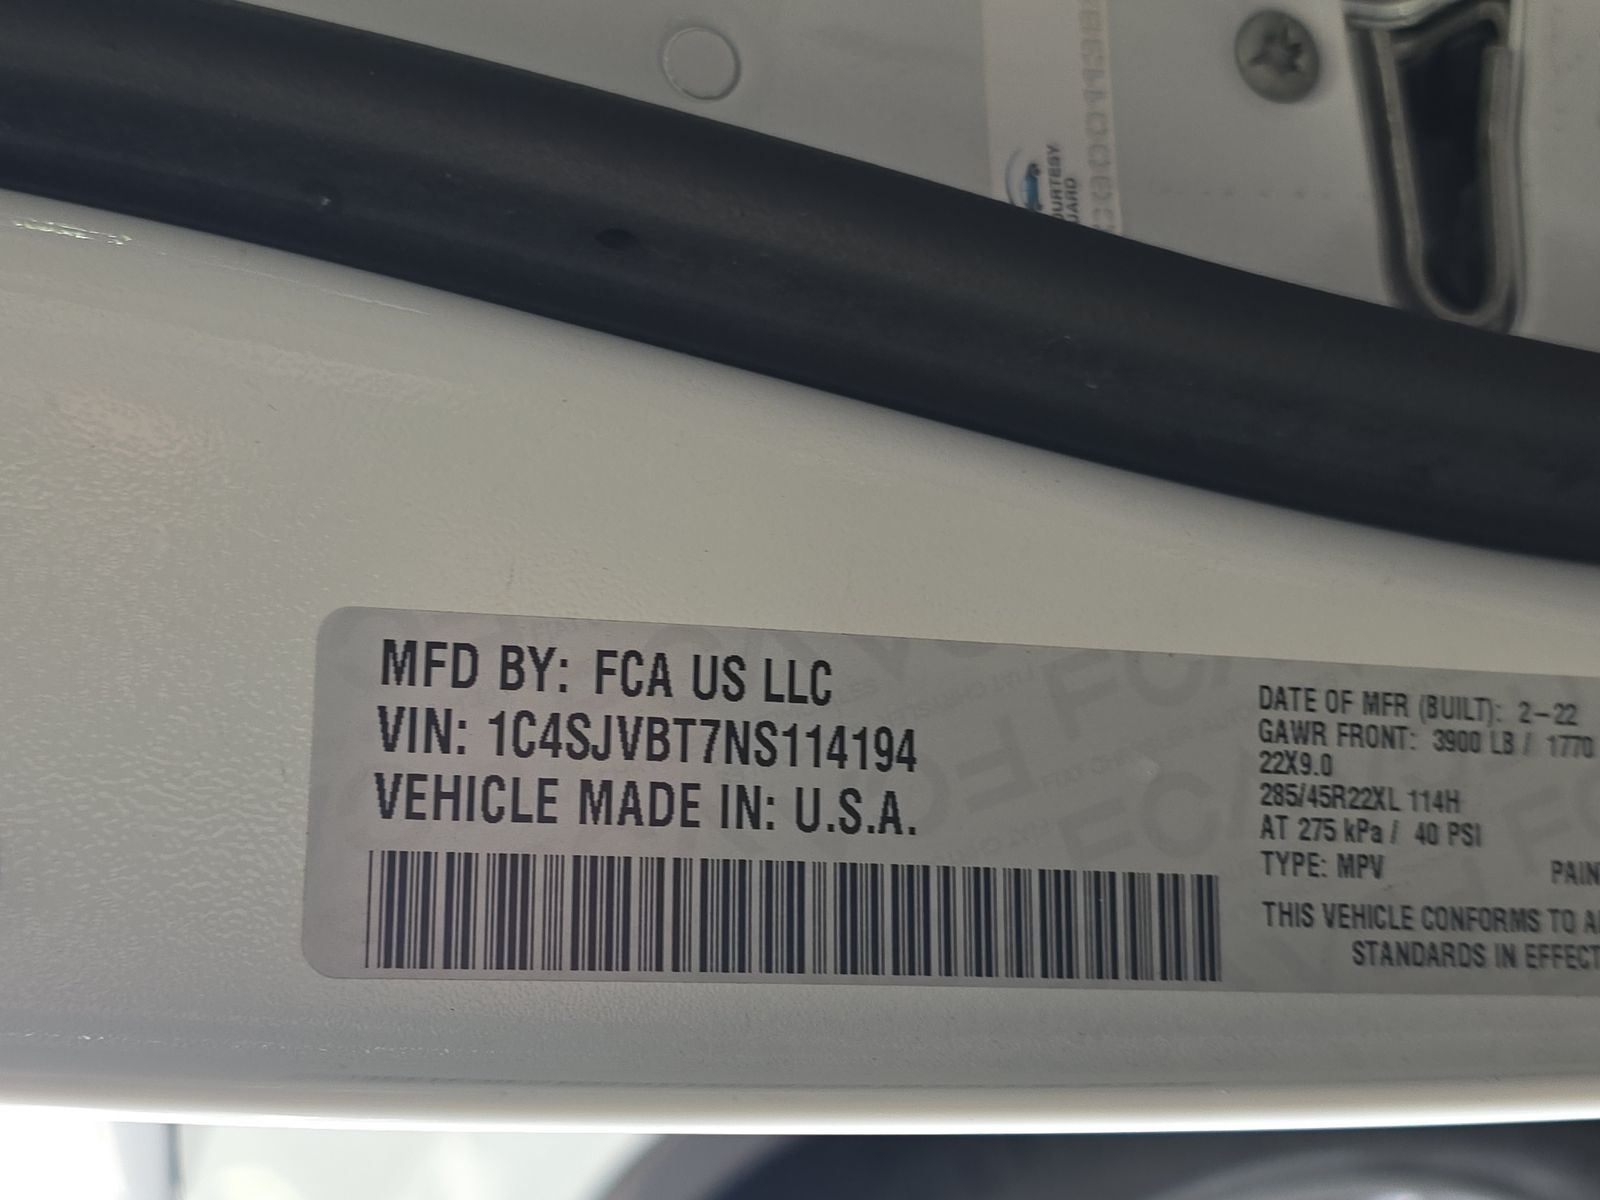 MFD BY: FCA US LLC
VIN: 1C4SJVBT7NS114194
VEHICLE MADE IN: U.S.A.
DATE OF MFR (BUILT): 2-22
GAWR FRONT: 3900 LB / 1770
22X9.0
285/45R22XL 114H
AT 275 kPa / 40 PSI
TYPE: MPV
THIS VEHICLE CONFORMS TO
STANDARDS IN EFFECT